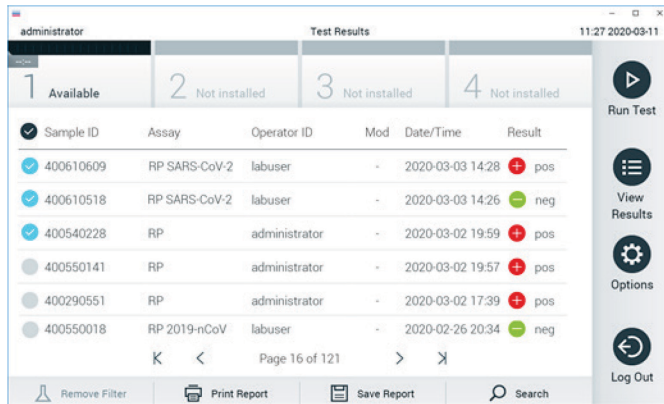 administrator Test Results 11:27 2020-03-11
--:--
1 Available 2 Not installed 3 Not installed 4 Not installed
Run Test
Sample ID Assay Operator ID Mod Date/Time Result
400610609 RP SARS-CoV-2 labuser - 2020-03-03 14:28 pos
400610518 RP SARS-CoV-2 labuser - 2020-03-03 14:26 neg
View
Results
400540228 RP administrator - 2020-03-02 19:59 pos
400550141 RP administrator - 2020-03-02 19:57 pos
Options
400290551 RP administrator - 2020-03-02 17:39 pos
400550018 RP 2019-nCoV labuser - 2020-02-26 20:34 neg
Page 16 of 121
Log Out
Remove Filter Print Report Save Report Search